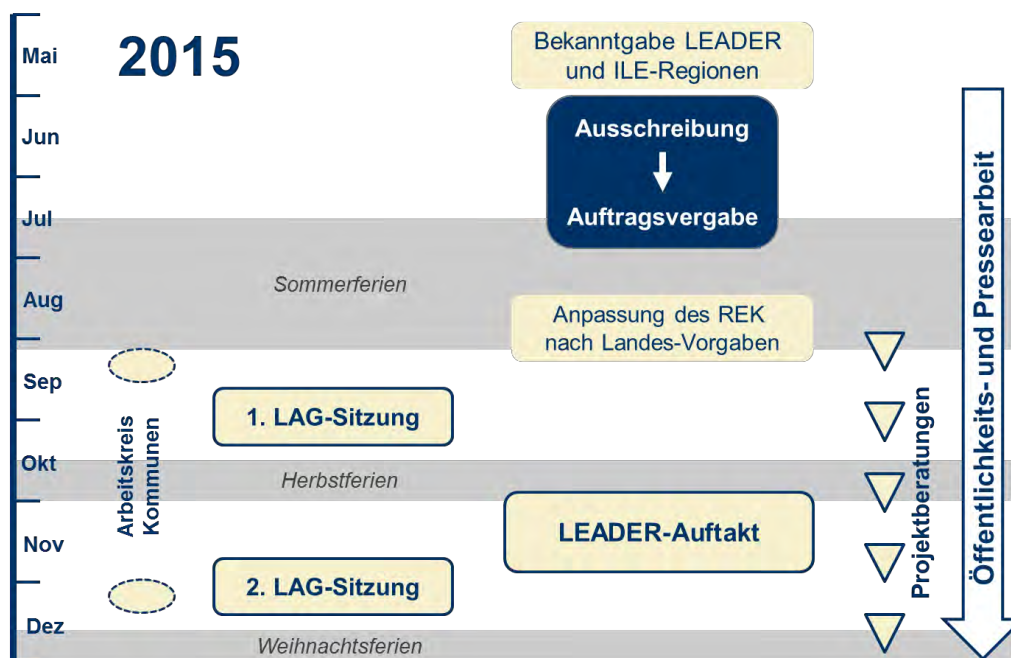 2015
Mai
Jun
Jul
Aug
Sep
Okt
Nov
Dez
Bekanntgabe LEADER
und ILE-Regionen
Ausschreibung
Auftragsvergabe
Sommerferien
Anpassung des REK
nach Landes-Vorgaben
1. LAG-Sitzung
Herbstferien
LEADER-Auftakt
2. LAG-Sitzung
Weihnachtsferien
Arbeitskreis
Kommunen
Projektberatungen
Öffentlichkeits- und Pressearbeit